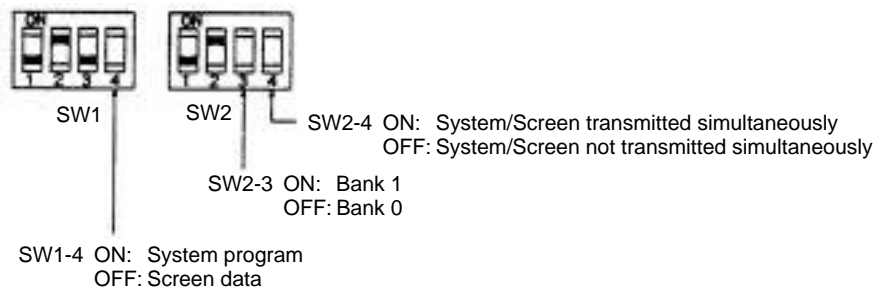 ON ON
1 2 3 4 1 2 3 4
SW1 SW2
SW2-4 ON: System/Screen transmitted simultaneously
OFF: System/Screen not transmitted simultaneously
SW2-3 ON: Bank 1
OFF: Bank 0
SW1-4 ON: System program
OFF: Screen data